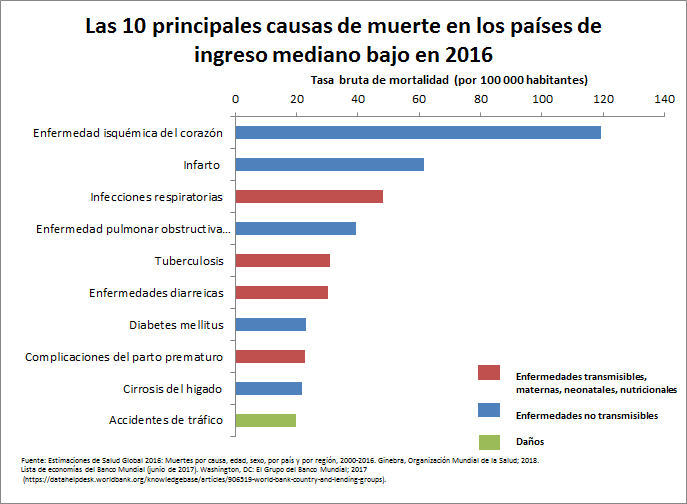 Las 10 principales causas de muerte en los países de
ingreso mediano bajo en 2016
Tasa bruta de mortalidad (por 100 000 habitantes)
0 20 40 60 80 100 120 140
Enfermedad isquémica del corazón
Infarto
Infecciones respiratorias
Enfermedad pulmonar obstructiva...
Tuberculosis
Enfermedades diarreicas
Diabetes mellitus
Complicaciones del parto prematuro
Cirrosis del higado
Accidentes de tráfico
Enfermedades transmisibles,
maternas, neonatales, nutricionales
Enfermedades no transmisibles
Daños
Fuente: Estimaciones de Salud Global 2016: Muertes por causa, edad, sexo, por país y por región, 2000-2016. Ginebra, Organización Mundial de la Salud; 2018.
Lista de economías del Banco Mundial (junio de 2017). Washington, DC: El Grupo del Banco Mundial; 2017
(https://datahelpdesk.worldbank.org/knowledgebase/articles/906519-world-bank-country-and-lending-groups).